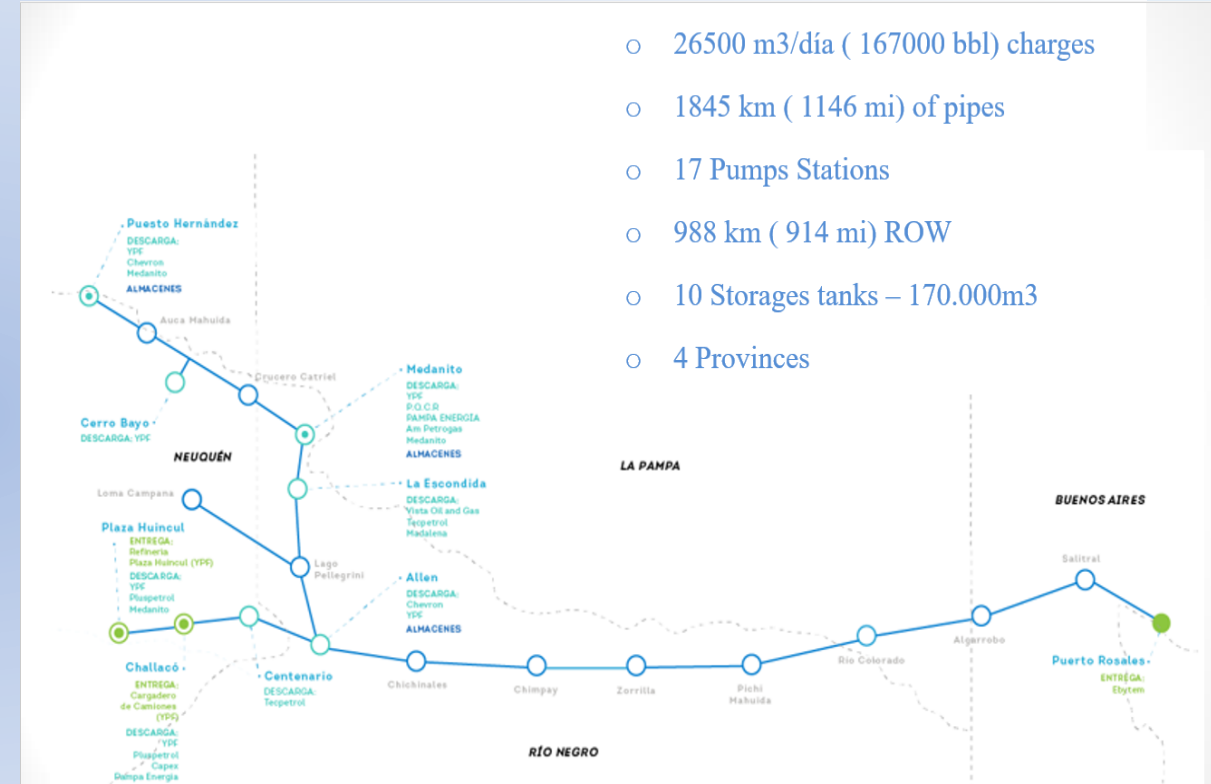 ○ 26500 m3/día ( 167000 bbl) charges
○ 1845 km ( 1146 mi) of pipes
○ 17 Pumps Stations
○ 988 km ( 914 mi) ROW
○ 10 Storages tanks – 170.000m3
○ 4 Provinces
Puesto Hernández
DESCARGA:
YPF
Chevron
Medanito
ALMACENES
Auca Mahuida
Crucero Catriel
Cerro Bayo
DESCARGA: YPF
NEUQUÉN
Medanito
DESCARGA:
YPF
P.O.C.R
PAMPA ENERGÍA
Am Petrogas
Medanito
ALMACENES
LA PAMPA
BUENOS AIRES
La Escondida
DESCARGA:
Vista Oil and Gas
Tecpetrol
Madalena
Loma Campana
Plaza Huincul
ENTREGA:
Refinería
Plaza Huincul (YPF)
DESCARGA:
YPF
Pluspetrol
Medanito
Lago
Pellegrini
Allen
DESCARGA:
Chevron
YPF
ALMACENES
Salitral
Challacó
ENTREGA:
Cargadero
de Camiones
(YPF)
DESCARGA:
YPF
Pluspetrol
Capex
Pampa Energía
Centenario
DESCARGA:
Tecpetrol
Chichinales
Chimpay
Zorrilla
Pichi
Mahuida
Río Colorado
Algarrobo
Puerto Rosales
ENTREGA:
Ebytem
RÍO NEGRO